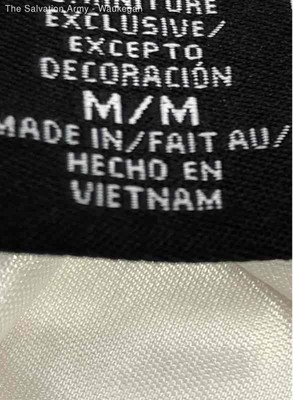 The Salvation Army - Waukegan
EXCLUSIVE/
EXCEPTO
DECORACIÓN
M/M
MADE IN/FAIT AU/
HECHO EN
VIETNAM